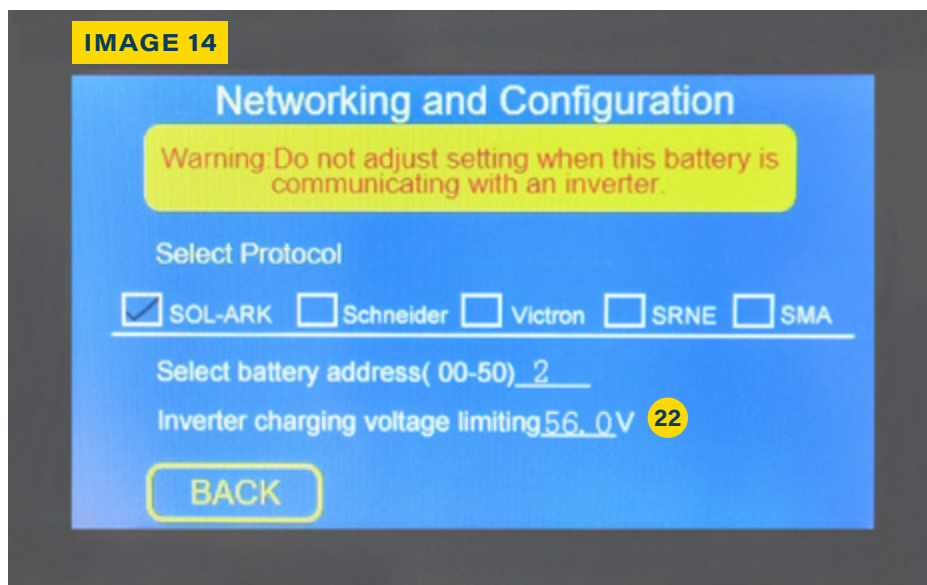 IMAGE 14
Networking and Configuration
Warning:Do not adjust setting when this battery is
communicating with an inverter.
Select Protocol
SOL-ARK Schneider Victron SRNE SMA
Select battery address( 00-50) 2
Inverter charging voltage limiting 56.0V 22
BACK